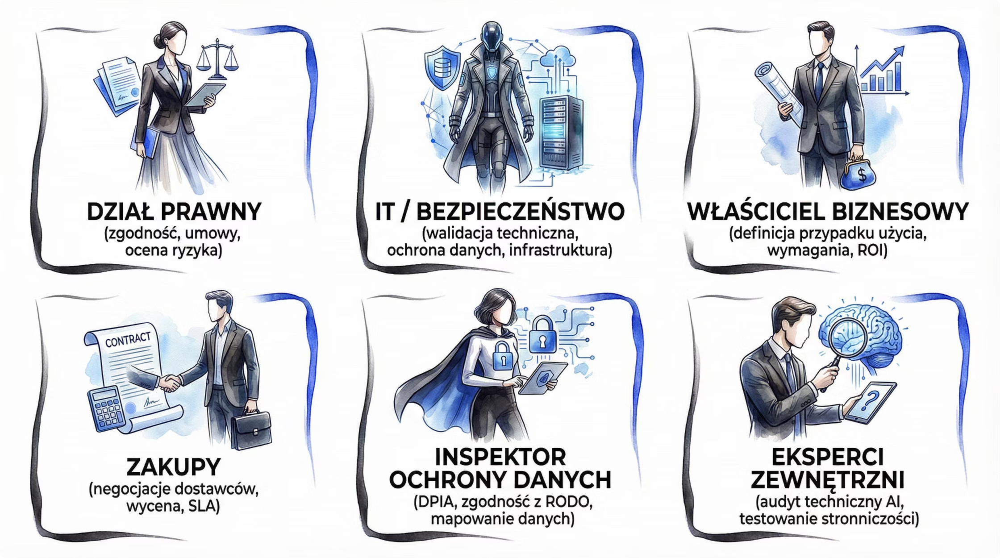 DZIAŁ PRAWNY
(zgodność, umowy,
ocena ryzyka)
IT / BEZPIECZEŃSTWO
(walidacja techniczna,
ochrona danych, infrastruktura)
$
WŁAŚCICIEL BIZNESOWY
(definicja przypadku użycia,
wymagania, ROI)
CONTRACT
ZAKUPY
(negocjacje dostawców,
wycena, SLA)
INSPEKTOR
OCHRONY DANYCH
(DPIA, zgodność z RODO,
mapowanie danych)
?
EKSPERCI
ZEWNĘTRZNI
(audyt techniczny AI,
testowanie stronniczości)